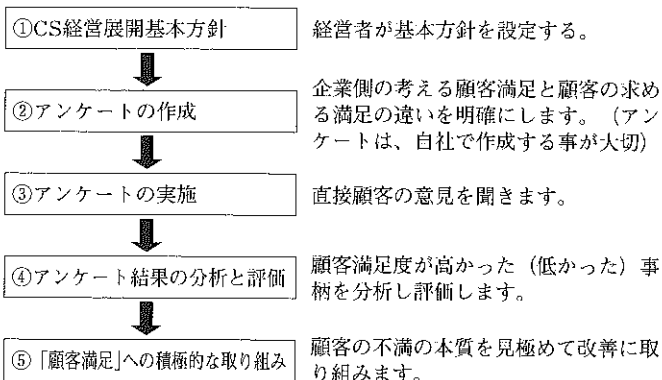 ①CS経営展開基本方針
経営者が基本方針を設定する。
②アンケートの作成
企業側の考える顧客満足と顧客の求め
る満足の違いを明確にします。（アン
ケートは、自社で作成する事が大切）
③アンケートの実施
直接顧客の意見を聞きます。
④アンケート結果の分析と評価
顧客満足度が高かった（低かった）事
柄を分析し評価します。
⑤「顧客満足」への積極的な取り組み
顧客の不満の本質を見極めて改善に取
り組みます。